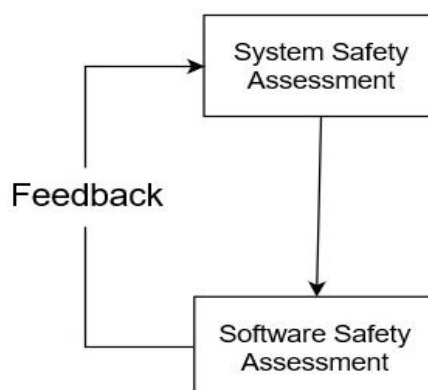 System Safety
Assessment
Feedback
Software Safety
Assessment